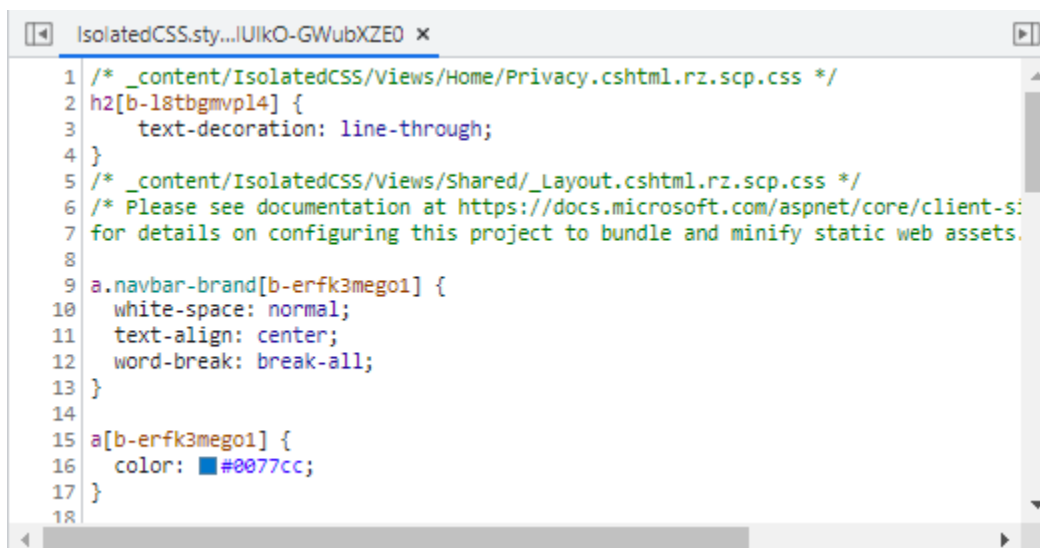 IsolatedCSS.sty...lUlkO-GWubXZE0 ×
1 /* _content/IsolatedCSS/Views/Home/Privacy.cshtml.rz.scp.css */
2 h2[b-l8tbgmvpl4] {
3     text-decoration: line-through;
4 }
5 /* _content/IsolatedCSS/Views/Shared/_Layout.cshtml.rz.scp.css */
6 /* Please see documentation at https://docs.microsoft.com/aspnet/core/client-si
7 for details on configuring this project to bundle and minify static web assets.
8
9 a.navbar-brand[b-erfk3mego1] {
10   white-space: normal;
11   text-align: center;
12   word-break: break-all;
13 }
14
15 a[b-erfk3mego1] {
16   color: #0077cc;
17 }
18